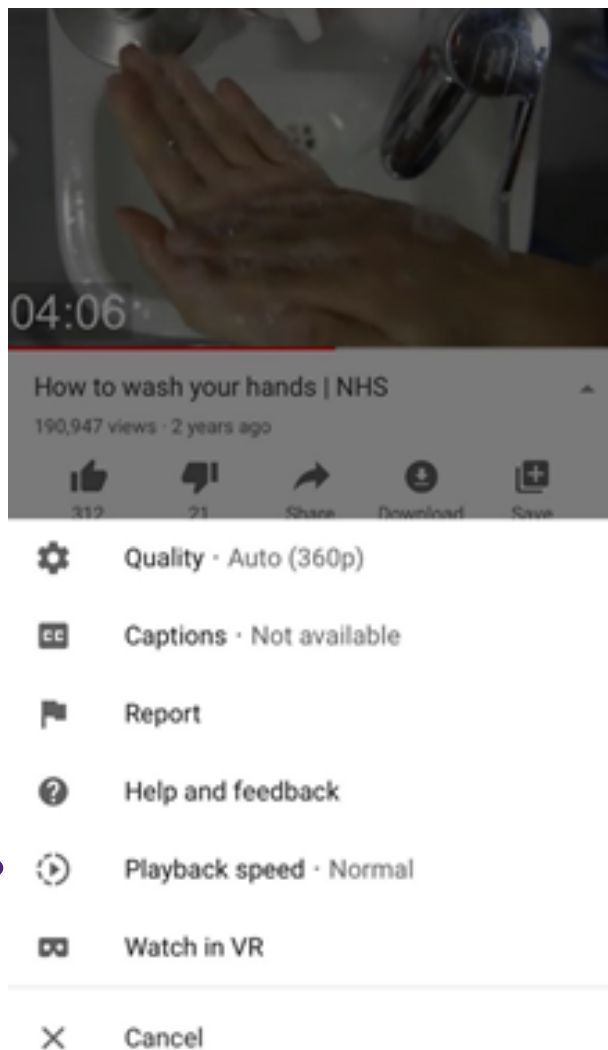 04:06
How to wash your hands | NHS
190,947 views · 2 years ago
312 21 Share Download Save
Quality · Auto (360p)
CC Captions · Not available
Report
? Help and feedback
Playback speed · Normal
Watch in VR
Cancel